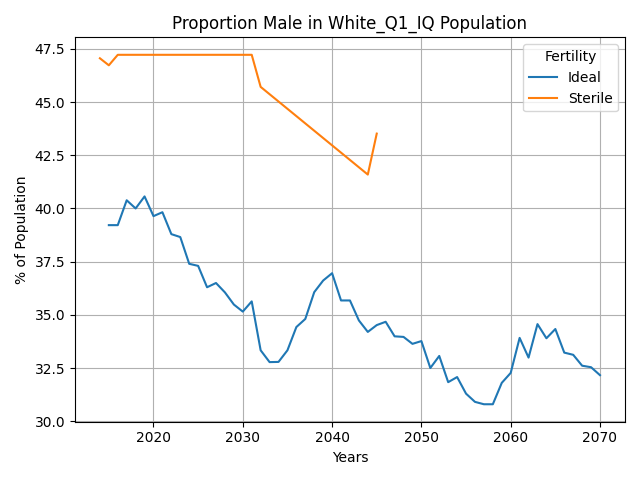 Proportion Male in White_Q1_IQ Population
47.5
45.0
42.5
40.0
37.5
35.0
32.5
30.0
% of Population
Fertility
Ideal
Sterile
2020 2030 2040 2050 2060 2070
Years